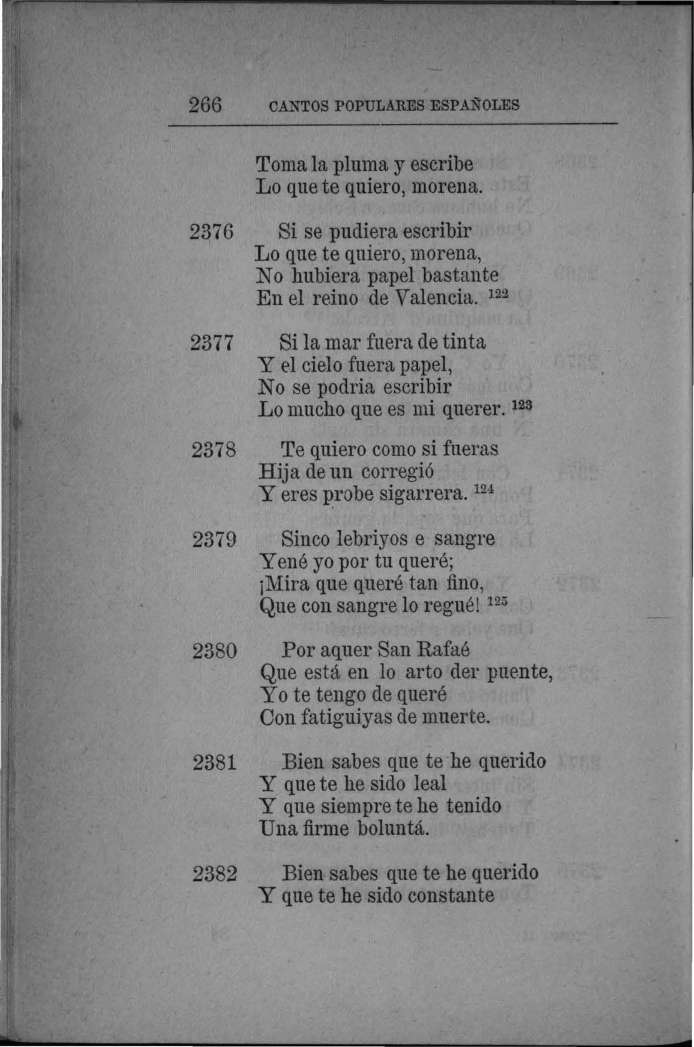 266 CANTOS POPULARES ESPAÑOLES
Toma la pluma y escribe
Lo que te quiero, morena.
2376 Si se pudiera escribir
Lo que te quiero, morena,
No hubiera papel bastante
En el reino de Valencia. 122
2377 Si la mar fuera de tinta
Y el cielo fuera papel,
No se podria escribir
Lo mucho que es mi querer. 123
2378 Te quiero como si fueras
Hija de un corregió
Y eres probe sigarrera. 124
2379 Sinco lebriyos e sangre
Yené yo por tu queré;
¡Mira que queré tan fino,
Que con sangre lo regué! 125
2380 Por aquer San Rafaé
Que está en lo arto der puente,
Yo te tengo de queré
Con fatiguiyas de muerte.
2381 Bien sabes que te he querido
Y que te he sido leal
Y que siempre te he tenido
Una firme boluntá.
2382 Bien sabes que te he querido
Y que te he sido constante